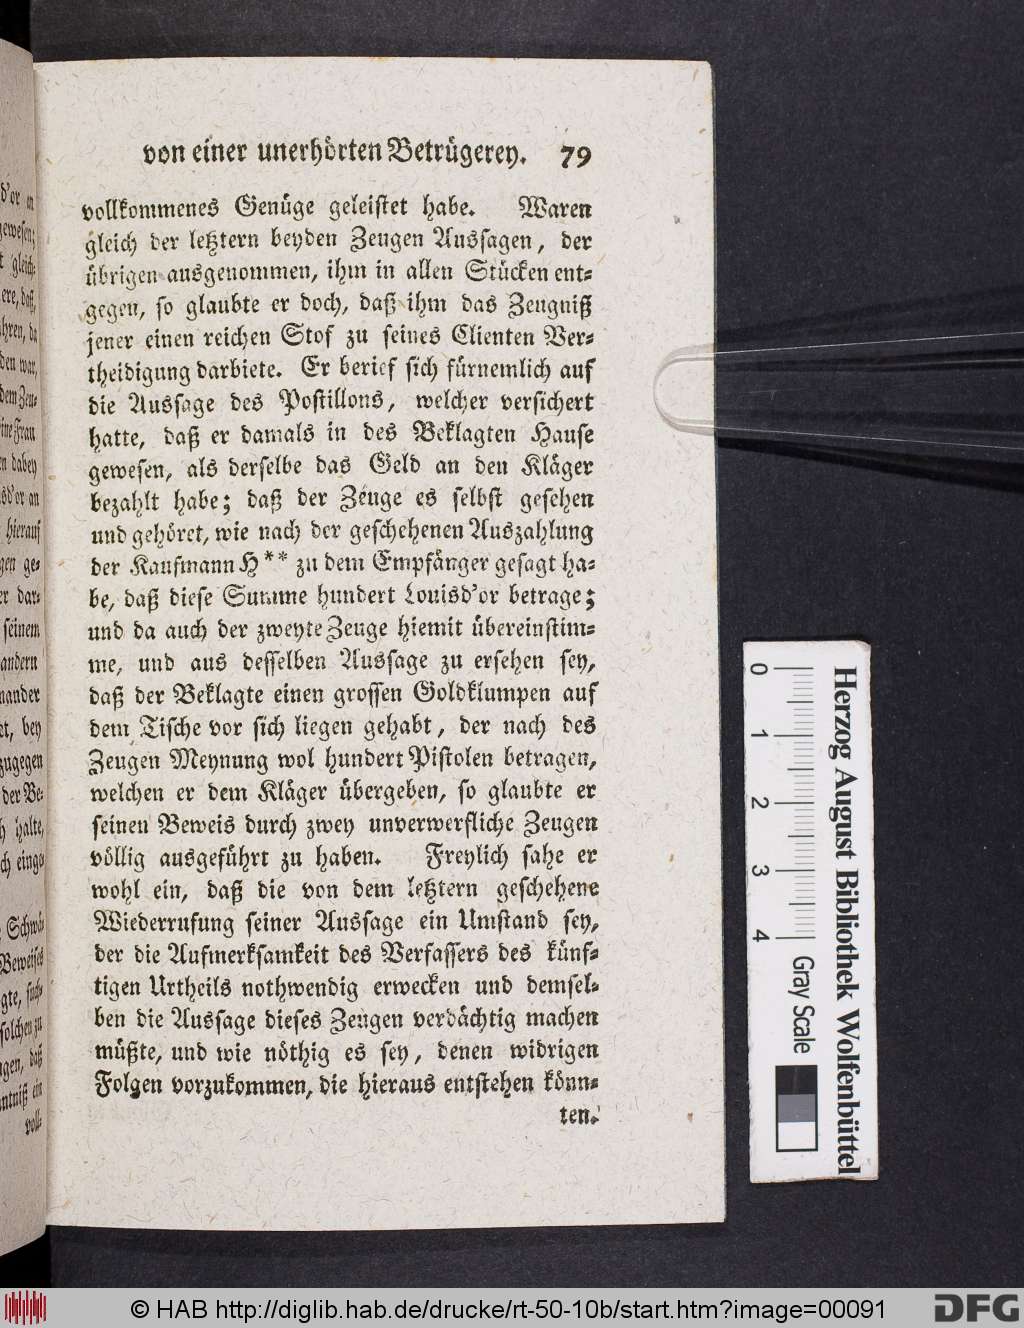 von einer unerhörten Betrügerey. 79
vollkommenes Genüge geleistet habe. Waren
gleich der letztern beyden Zeugen Aussagen, der
übrigen ausgenommen, ihm in allen Stücken ent-
gegen, so glaubte er doch, daß ihm das Zeugniß
jener einen reichen Stof zu seines Clienten Ver-
theidigung darbiete. Er berief sich fürnemlich auf
die Aussage des Postillons, welcher versichert
hatte, daß er damals in des Beklagten Hause
gewesen, als derselbe das Geld an den Kläger
bezahlt habe; daß der Zeuge es selbst gesehen
und gehöret, wie nach der geschehenen Auszahlung
der Kaufmann H** zu dem Empfänger gesagt ha-
be, daß diese Summe hundert Louisd'or betrage;
und da auch der zweyte Zeuge hiemit übereinstim-
me, und aus desselben Aussage zu ersehen sey,
daß der Beklagte einen grossen Goldklumpen auf
dem Tische vor sich liegen gehabt, der nach des
Zeugen Meynung wol hundert Pistolen betragen,
welchen er dem Kläger übergeben, so glaubte er
seinen Beweis durch zwey unverwerfliche Zeugen
völlig ausgeführt zu haben. Freylich sahe er
wohl ein, daß die von dem letztern geschehene
Wiederrufung seiner Aussage ein Umstand sey,
der die Aufmerksamkeit des Verfassers des künf-
tigen Urtheils nothwendig erwecken und demsel-
ben die Aussage dieses Zeugen verdächtig machen
müßte, und wie nöthig es sey, denen widrigen
Folgen vorzukommen, die hieraus entstehen könn-
ten.
0 1 2 3 4 Gray Scale
Herzog August Bibliothek Wolfenbüttel
© HAB http://diglib.hab.de/drucke/rt-50-10b/start.htm?image=00091
DFG